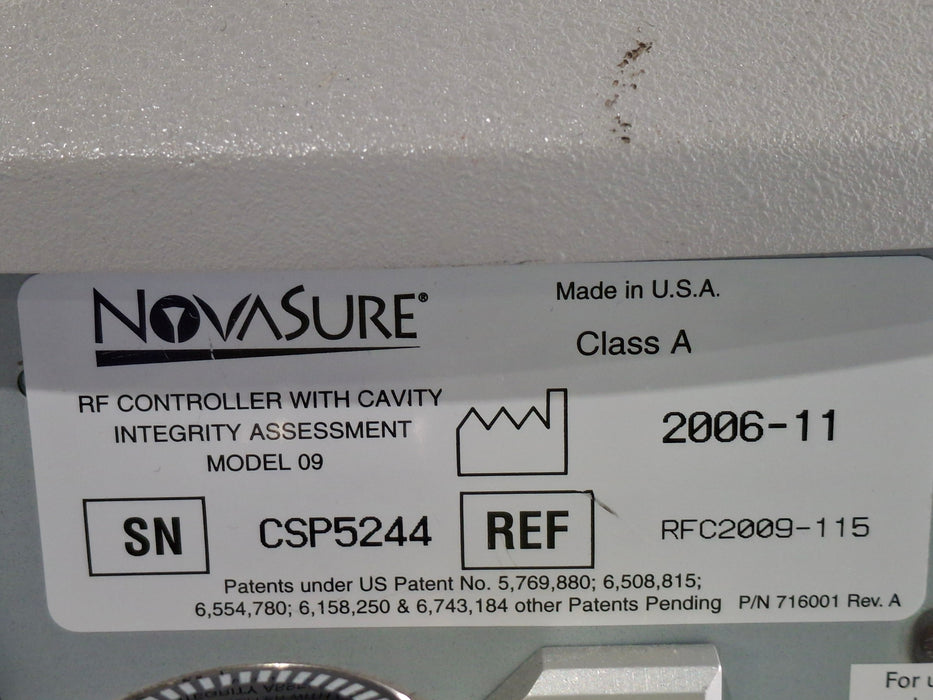 NOVASURE®
Made in U.S.A.
Class A
RF CONTROLLER WITH CAVITY
INTEGRITY ASSESSMENT
MODEL 09
2006-11
SN CSP5244 REF RFC2009-115
Patents under US Patent No. 5,769,880; 6,508,815;
6,554,780; 6,158,250 & 6,743,184 other Patents Pending P/N 716001 Rev. A
For